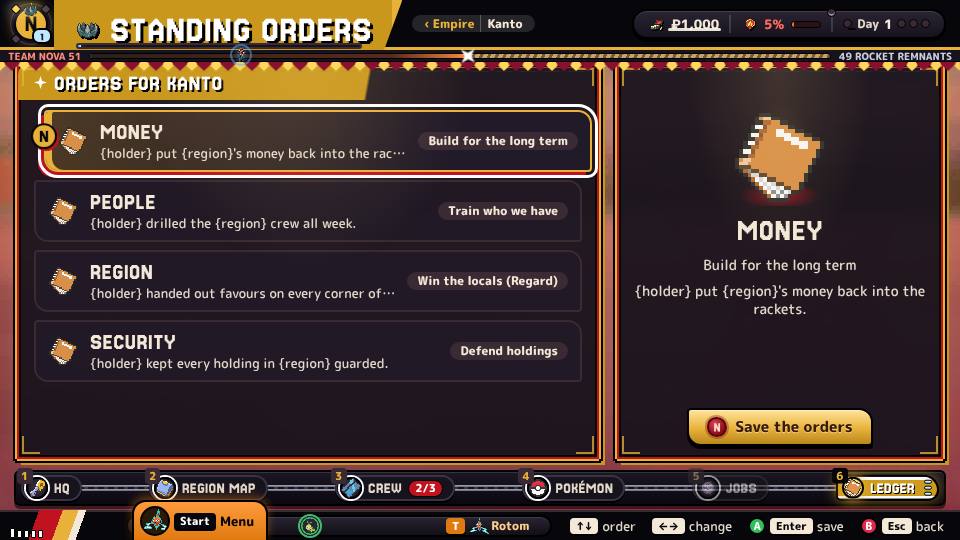 STANDING ORDERS
‹ Empire | Kanto
₽1,000
5%
Day 1
N
1
TEAM NOVA 51
49 ROCKET REMNANTS
ORDERS FOR KANTO
N
MONEY
{holder} put {region}'s money back into the rac···
Build for the long term
PEOPLE
{holder} drilled the {region} crew all week.
Train who we have
REGION
{holder} handed out favours on every corner of···
Win the locals (Regard)
SECURITY
{holder} kept every holding in {region} guarded.
Defend holdings
MONEY
Build for the long term
{holder} put {region}'s money back into the
rackets.
N Save the orders
1 HQ
2 REGION MAP
3 CREW 2/3
4 POKÉMON
5 JOBS
6 LEDGER
Start Menu
T Rotom
↑↓ order
←→ change
A Enter save
B Esc back